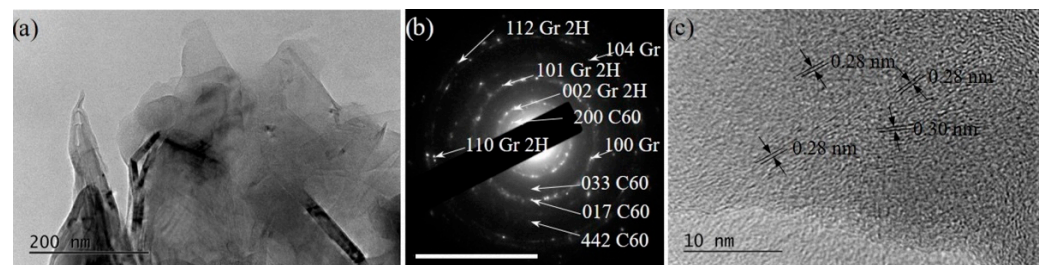 (a)
200 nm
(b)
112 Gr 2H
104 Gr
101 Gr 2H
002 Gr 2H
200 C60
110 Gr 2H
100 Gr
033 C60
017 C60
442 C60
(c)
0.28 nm
0.28 nm
0.30 nm
0.28 nm
10 nm